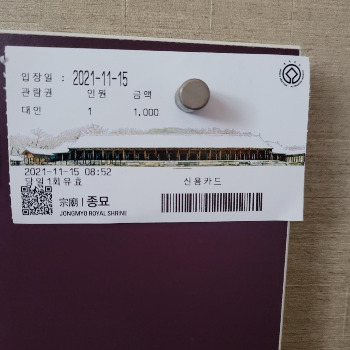 입장일 : 2021-11-15
관람권 인원 금액
대인 1 1,000
2021-11-15 08:52
당일1회유효
신용카드
宗廟 | 종묘
JONGMYO ROYAL SHRINE